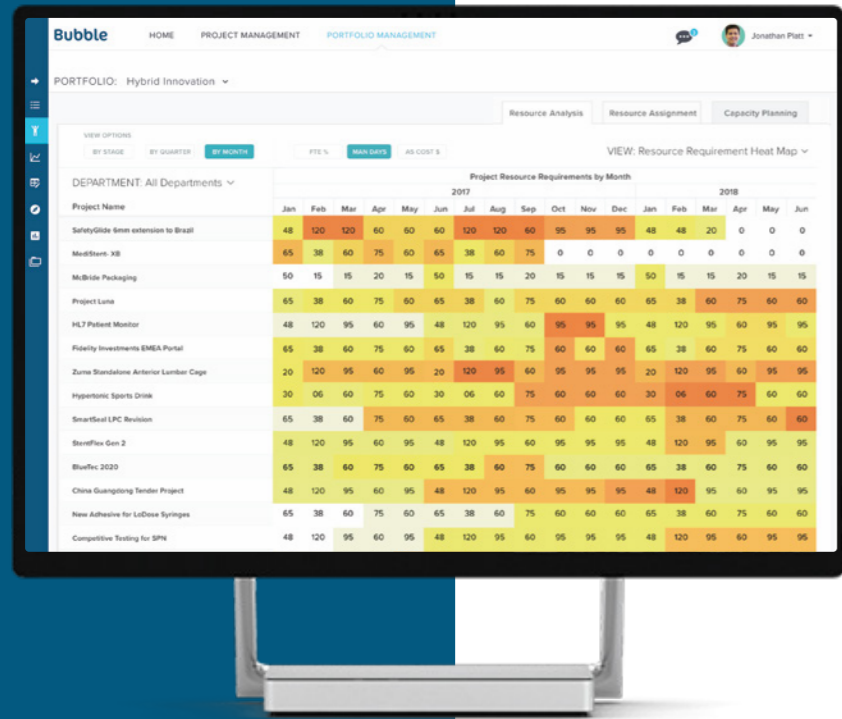 Bubble HOME PROJECT MANAGEMENT PORTFOLIO MANAGEMENT Jonathan Platt
PORTFOLIO: Hybrid Innovation
Resource Analysis Resource Assignment Capacity Planning
VIEW OPTIONS
BY STAGE BY QUARTER BY MONTH FTE % MAN DAYS AS COST $ VIEW: Resource Requirement Heat Map
DEPARTMENT: All Departments Project Resource Requirements by Month
2017 2018
Project Name Jan Feb Mar Apr May Jun Jul Aug Sep Oct Nov Dec Jan Feb Mar Apr May Jun
SafetyGlide 6mm extension to Brazil 48 120 120 60 60 60 120 120 60 95 95 95 48 48 20 0 0 0
MediStent- XB 65 38 60 75 60 65 38 60 75 0 0 0 0 0 0 0 0 0
McBride Packaging 50 15 15 20 15 50 15 15 20 15 15 15 50 15 15 20 15 15
Project Luna 65 38 60 75 60 65 38 60 75 60 60 60 65 38 60 75 60 60
HL7 Patient Monitor 48 120 95 60 95 48 120 95 60 95 95 95 48 120 95 60 95 95
Fidelity Investments EMEA Portal 65 38 60 75 60 65 38 60 75 60 60 60 65 38 60 75 60 60
Zuma Standalone Anterior Lumbar Cage 20 120 95 60 95 20 120 95 60 95 95 95 20 120 95 60 95 95
Hypertonic Sports Drink 30 06 60 75 60 30 06 60 75 60 60 60 30 06 60 75 60 60
SmartSeal LPC Revision 65 38 60 75 60 65 38 60 75 60 60 60 65 38 60 75 60 60
StentFlex Gen 2 48 120 95 60 95 48 120 95 60 95 95 95 48 120 95 60 95 95
BlueTec 2020 65 38 60 75 60 65 38 60 75 60 60 60 65 38 60 75 60 60
China Guangdong Tender Project 48 120 95 60 95 48 120 95 60 95 95 95 48 120 95 60 95 95
New Adhesive for LoDose Syringes 65 38 60 75 60 65 38 60 75 60 60 60 65 38 60 75 60 60
Competitive Testing for SPN 48 120 95 60 95 48 120 95 60 95 95 95 48 120 95 60 95 95